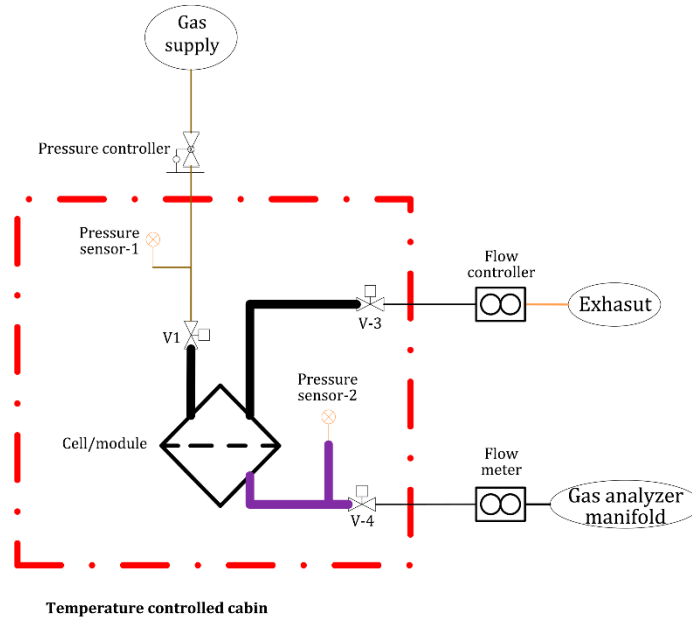 Gas
supply
Pressure controller
Pressure
sensor-1
V1
Flow
controller
Exhasut
V-3
Pressure
sensor-2
Cell/module
Flow
meter
Gas analyzer
manifold
V-4
Temperature controlled cabin